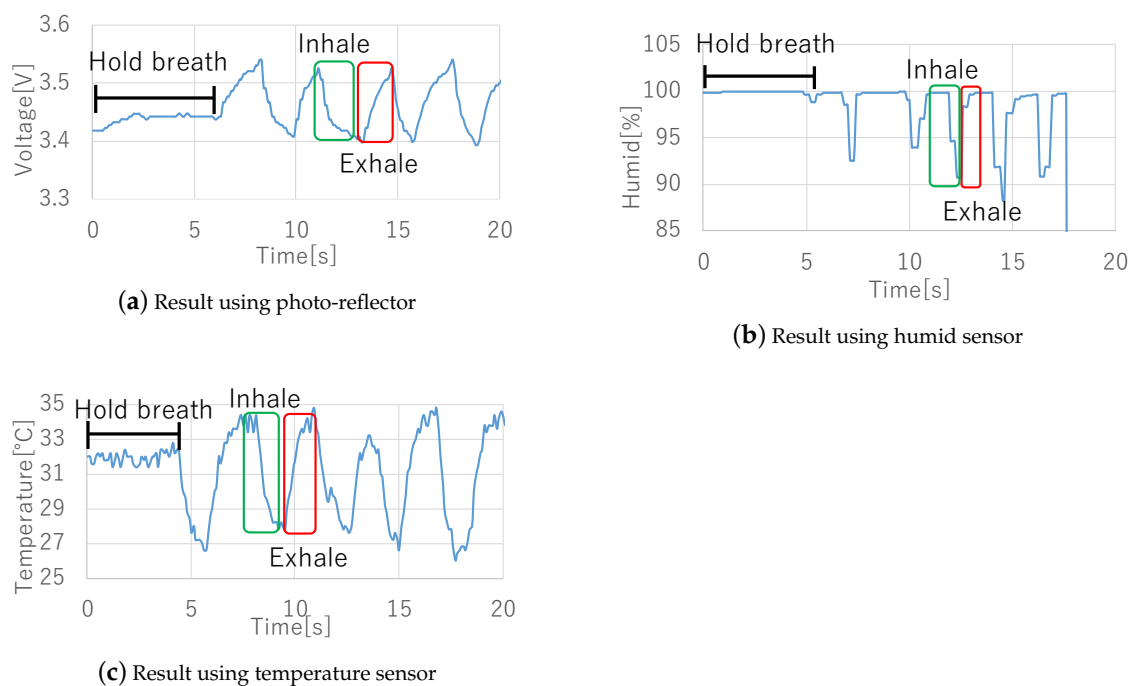 3.6
3.5
3.4
3.3
Voltage[V]
Hold breath
Inhale
Exhale
0 5 10 15 20
Time[s]
(a) Result using photo-reflector
105
100
95
90
85
Humid[%]
Hold breath
Inhale
Exhale
0 5 10 15 20
Time[s]
(b) Result using humid sensor
35
33
31
29
27
25
Temperature[℃]
Hold breath
Inhale
Exhale
0 5 10 15 20
Time[s]
(c) Result using temperature sensor